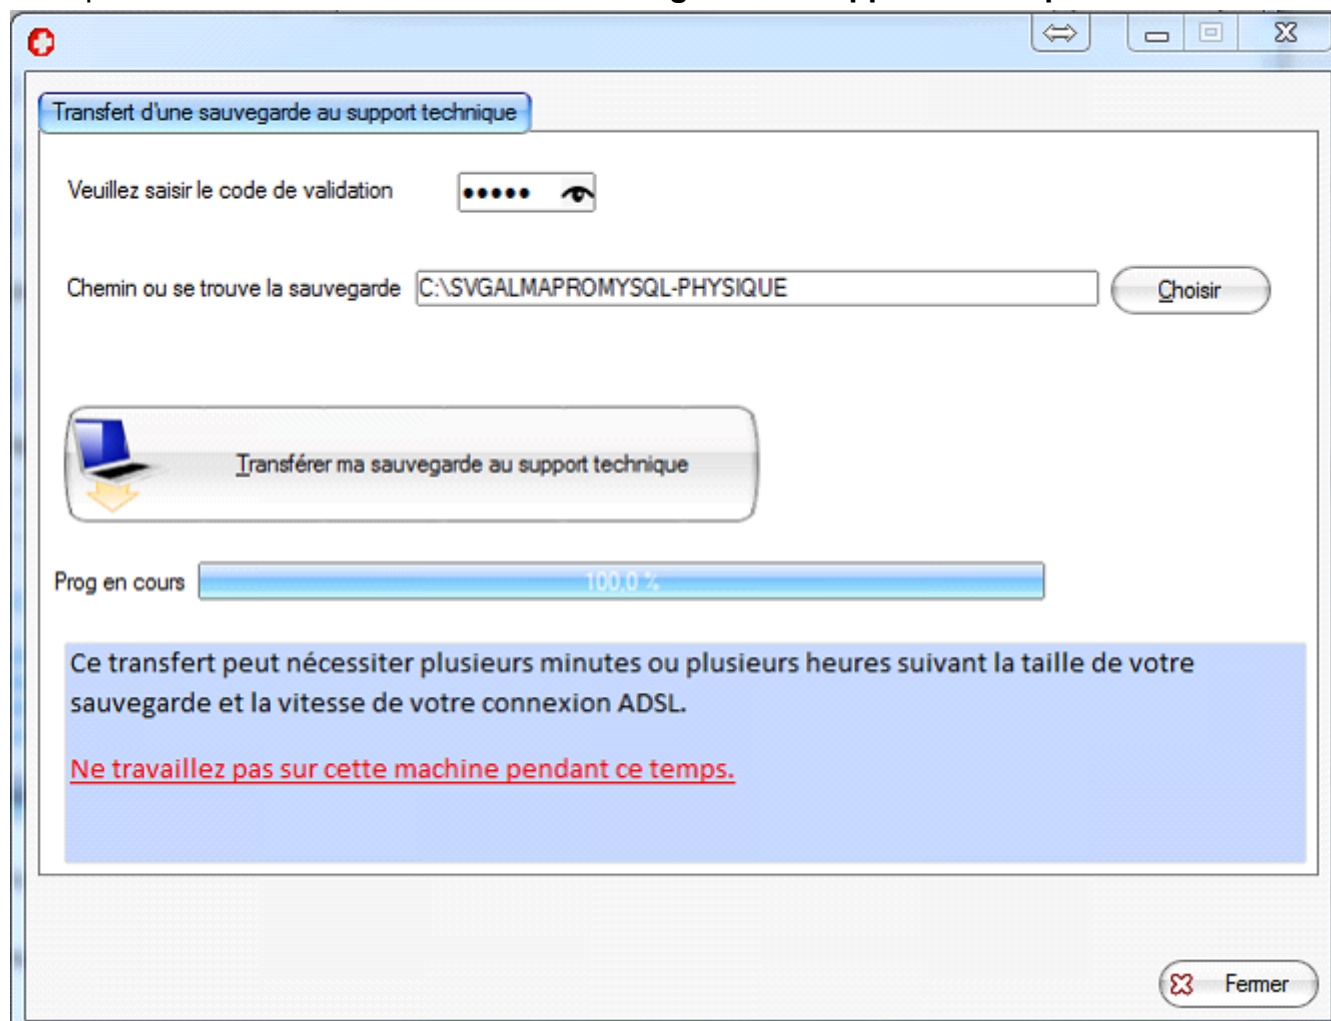 Transfert d'une sauvegarde au support technique
Veuillez saisir le code de validation •••••
Chemin ou se trouve la sauvegarde C:\SVGALMAPROMYSQL-PHYSIQUE Choisir
Transférer ma sauvegarde au support technique
Prog en cours 100,0 %
Ce transfert peut nécessiter plusieurs minutes ou plusieurs heures suivant la taille de votre
sauvegarde et la vitesse de votre connexion ADSL.
Ne travaillez pas sur cette machine pendant ce temps.
Fermer